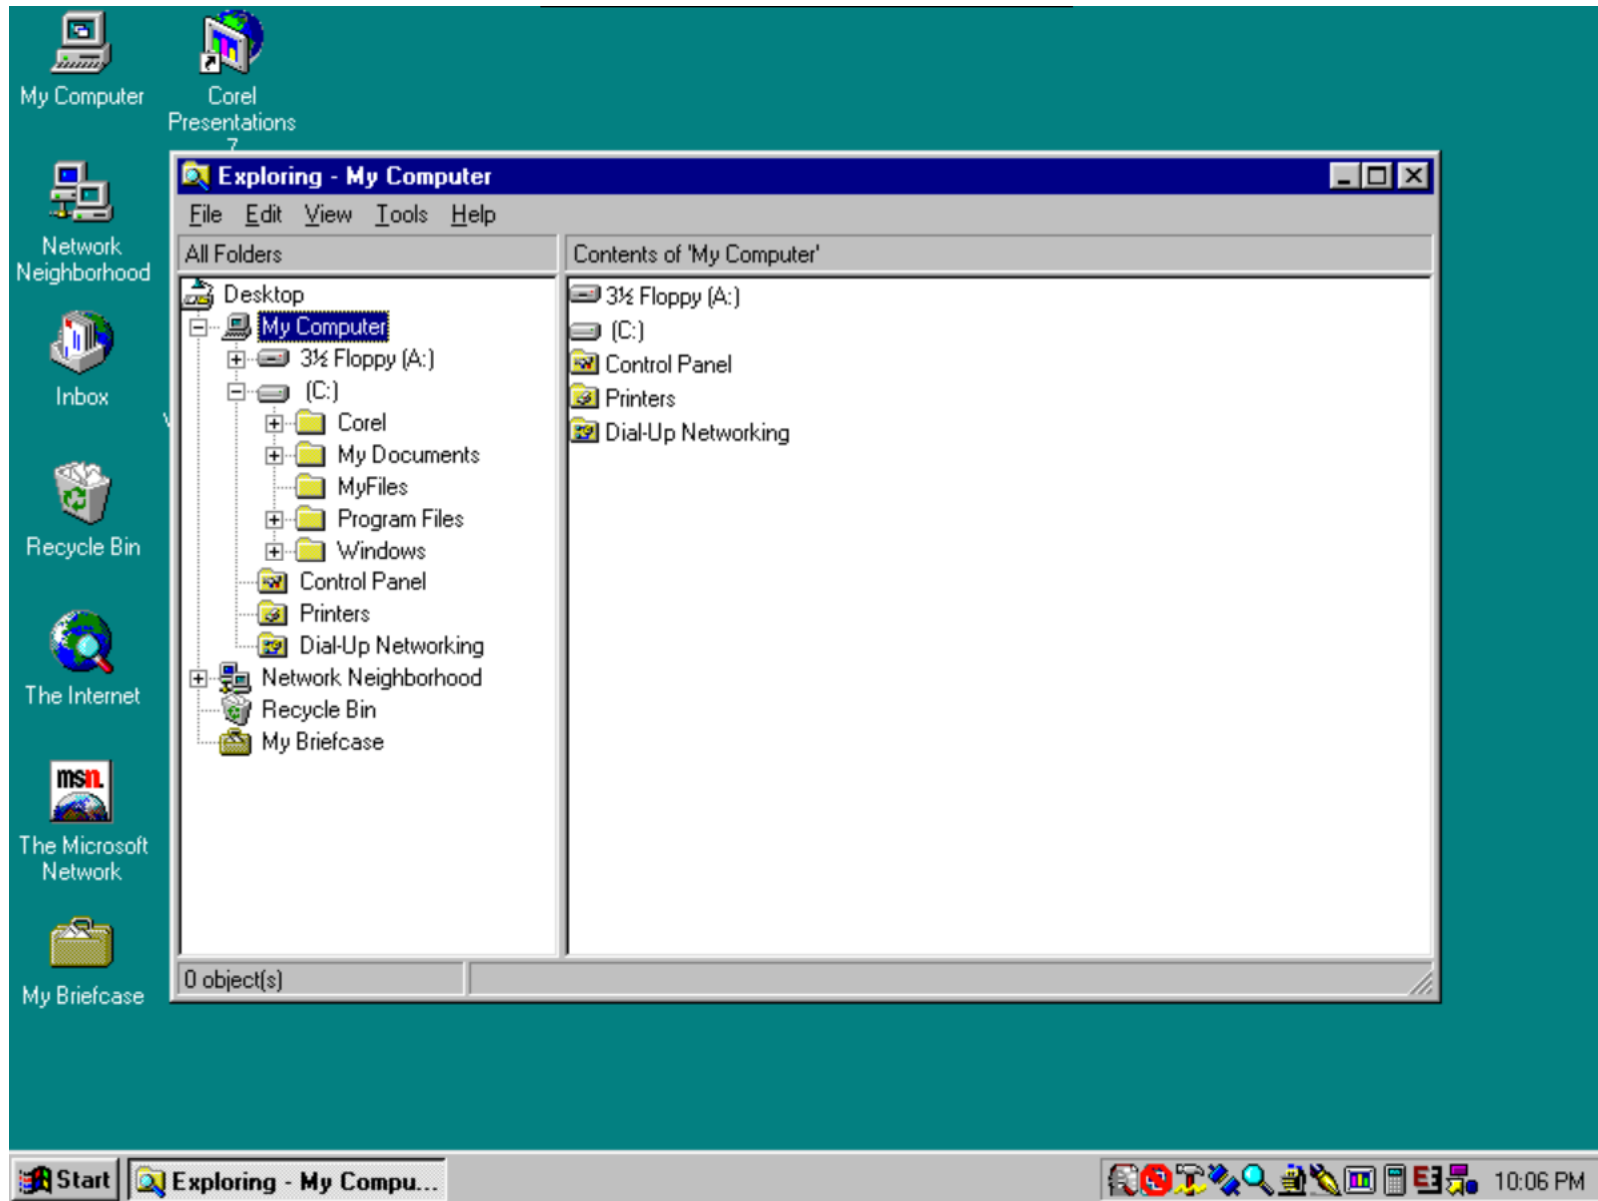 My Computer
Corel
Presentations
7
Network
Neighborhood
Inbox
Recycle Bin
The Internet
msn.
The Microsoft
Network
My Briefcase
Exploring - My Computer
File Edit View Tools Help
All Folders
Contents of 'My Computer'
Desktop
My Computer
3½ Floppy (A:)
(C:)
Corel
My Documents
MyFiles
Program Files
Windows
Control Panel
Printers
Dial-Up Networking
Network Neighborhood
Recycle Bin
My Briefcase
3½ Floppy (A:)
(C:)
Control Panel
Printers
Dial-Up Networking
0 object(s)
Start
Exploring - My Compu...
10:06 PM